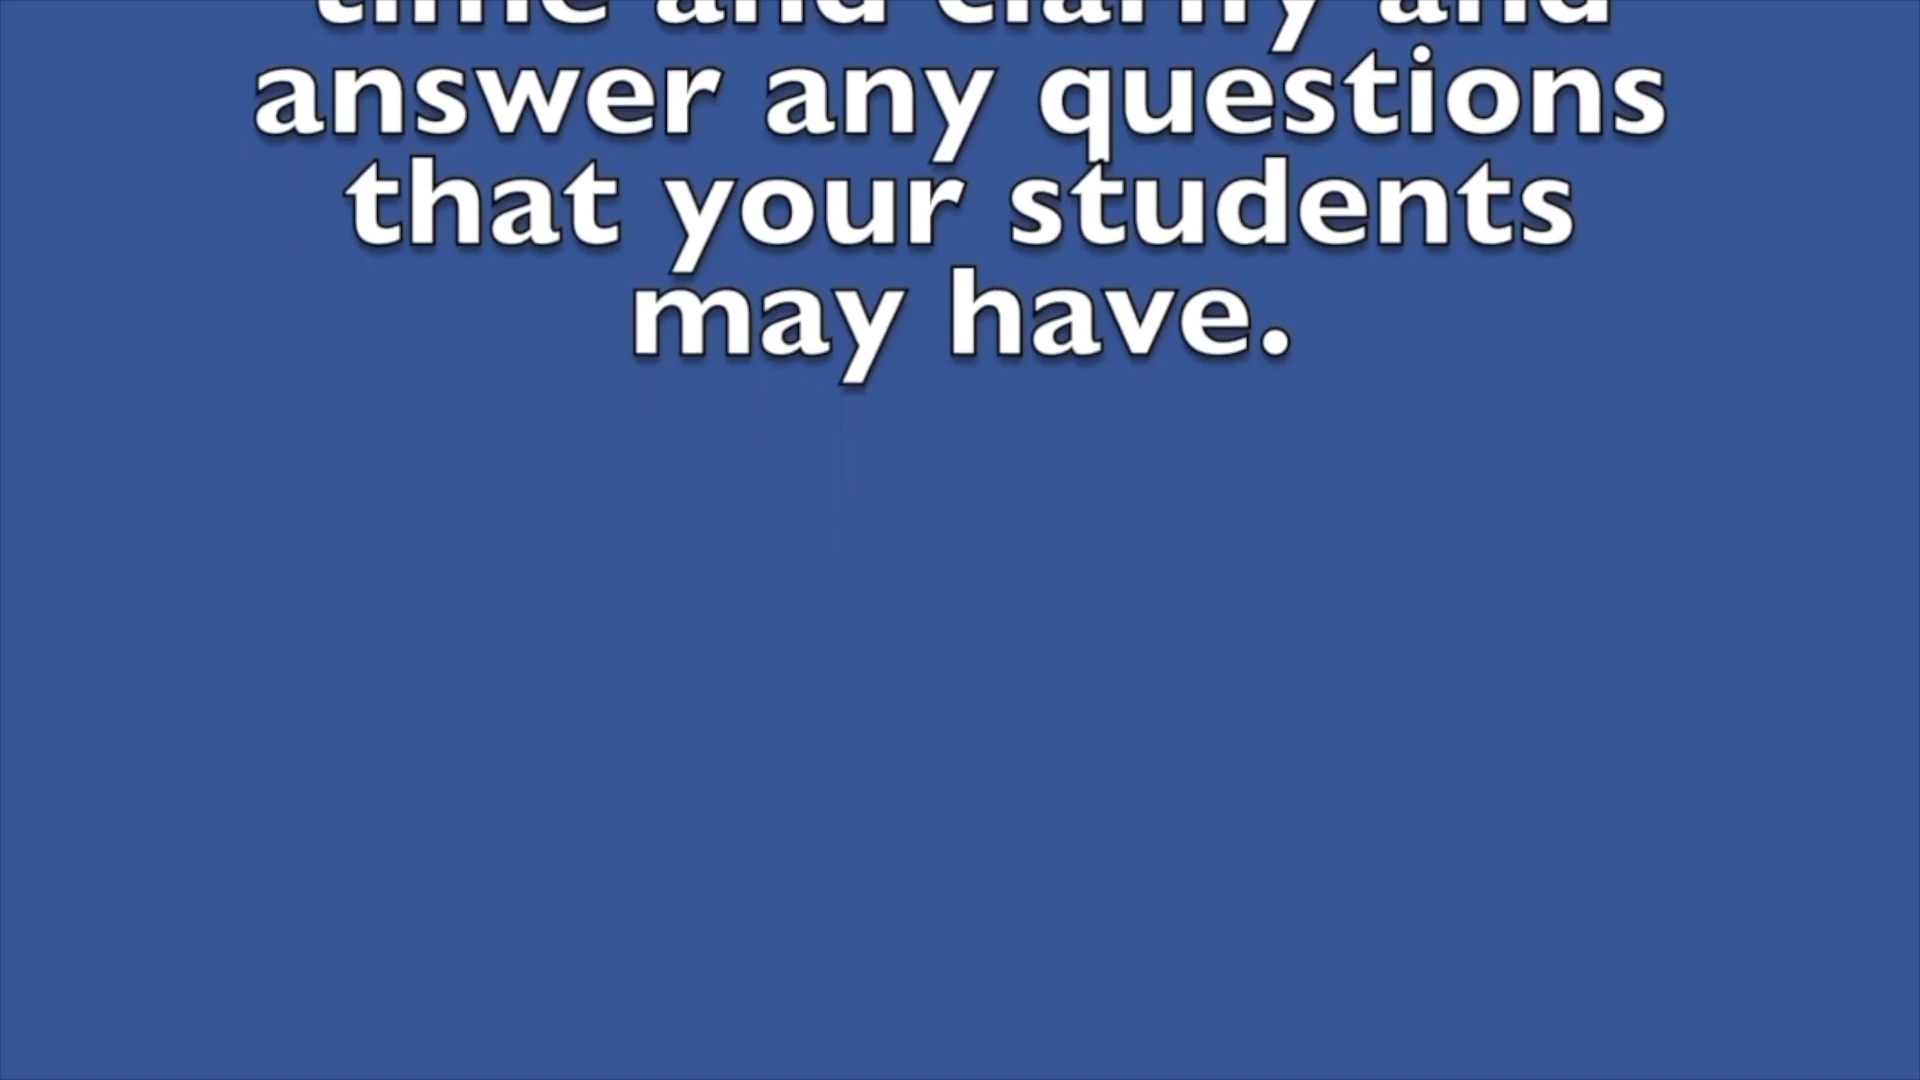 time and clarify and
answer any questions
that your students
may have.